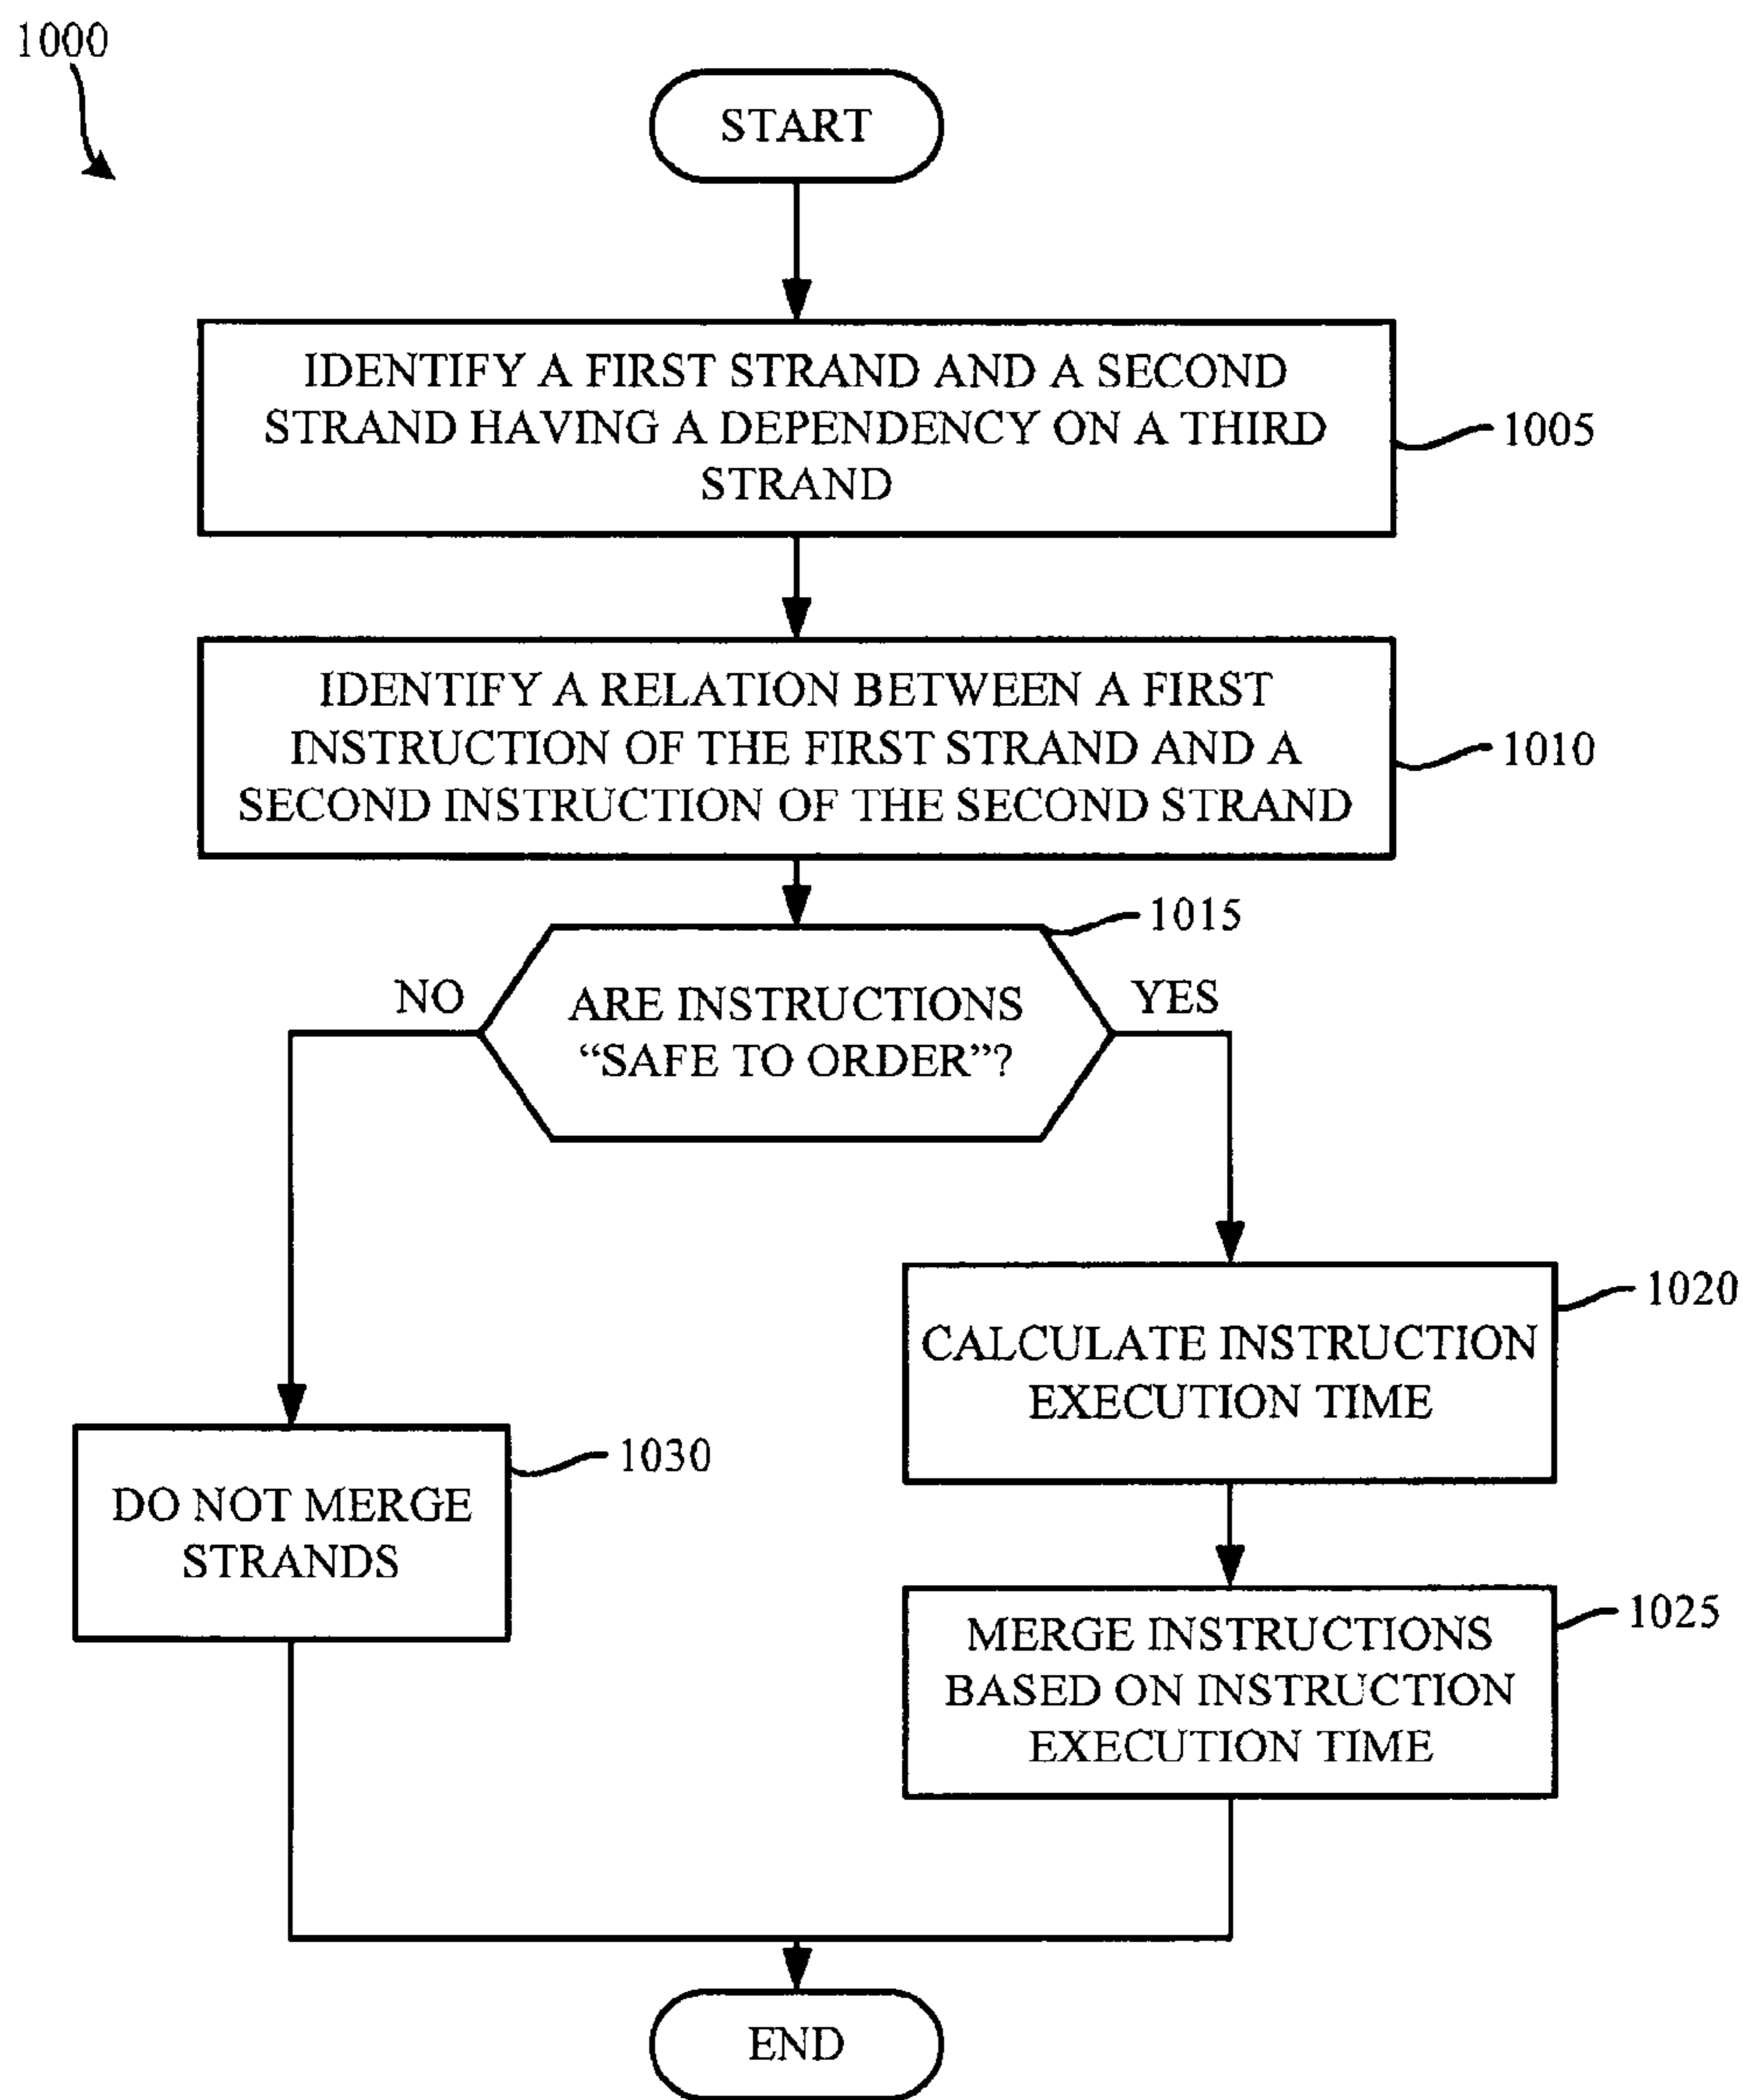 1000
START
IDENTIFY A FIRST STRAND AND A SECOND
STRAND HAVING A DEPENDENCY ON A THIRD
STRAND
1005
IDENTIFY A RELATION BETWEEN A FIRST
INSTRUCTION OF THE FIRST STRAND AND A
SECOND INSTRUCTION OF THE SECOND STRAND
1010
1015
NO
ARE INSTRUCTIONS
“SAFE TO ORDER”?
YES
1020
CALCULATE INSTRUCTION
EXECUTION TIME
1030
DO NOT MERGE
STRANDS
1025
MERGE INSTRUCTIONS
BASED ON INSTRUCTION
EXECUTION TIME
END